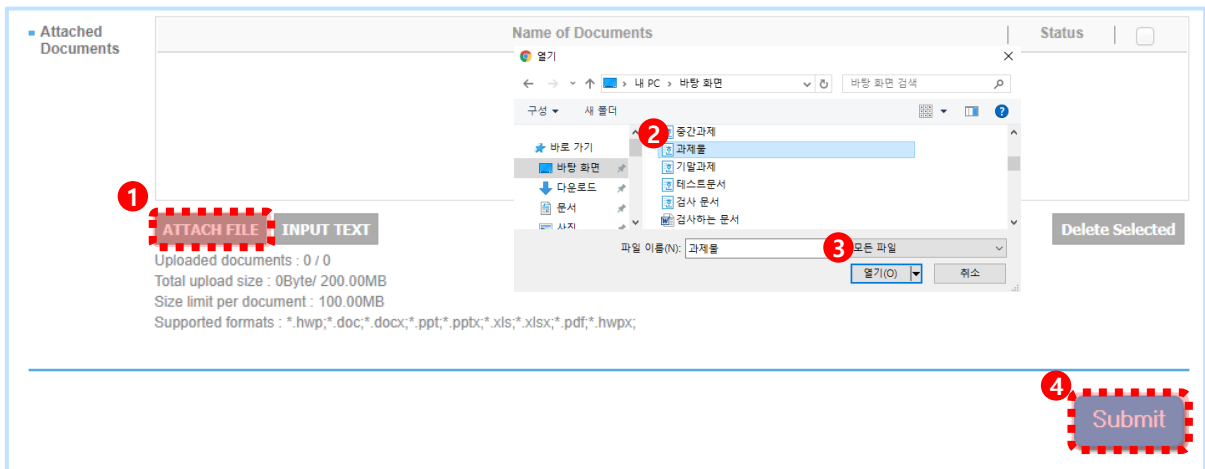 Attached
Documents
Name of Documents
Status
열기
내 PC › 바탕 화면
바탕 화면 검색
구성
새 폴더
2
중간과제
바로 가기
과제물
바탕 화면
기말과제
다운로드
테스트문서
문서
검사 문서
사진
검사하는 문서
1
ATTACH FILE
INPUT TEXT
Delete Selected
파일 이름(N):
과제물
3
모든 파일
열기(O)
취소
Uploaded documents : 0 / 0
Total upload size : 0Byte/ 200.00MB
Size limit per document : 100.00MB
Supported formats : *.hwp;*.doc;*.docx;*.ppt;*.pptx;*.xls;*.xlsx;*.pdf;*.hwpx;
4
Submit